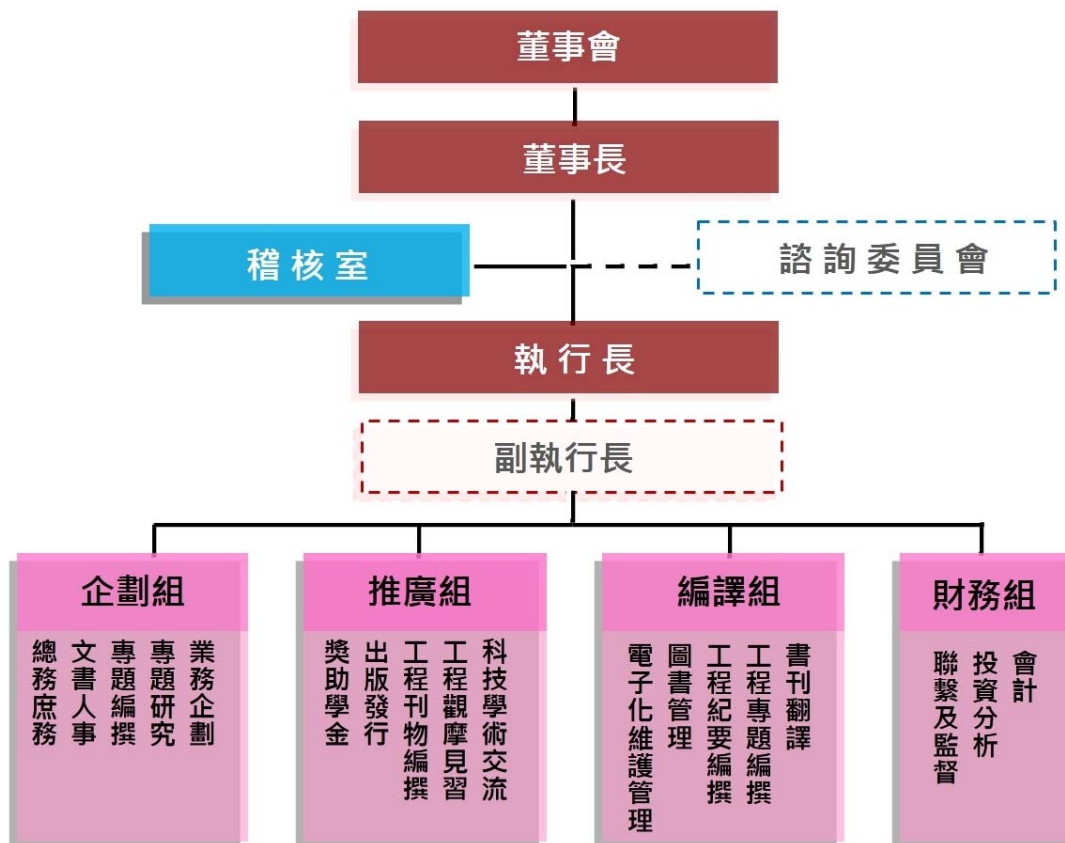 董事會
董事長
稽核室
諮詢委員會
執行長
副執行長
企劃組
業務企劃
專題研究
專題編撰
文書人事
總務庶務
推廣組
科技學術交流
工程觀摩見習
工程刊物編撰
出版發行
獎助學金
編譯組
書刊翻譯
工程專題編撰
工程紀要編撰
圖書管理
電子化維護管理
財務組
會計
投資分析
聯繫及監督